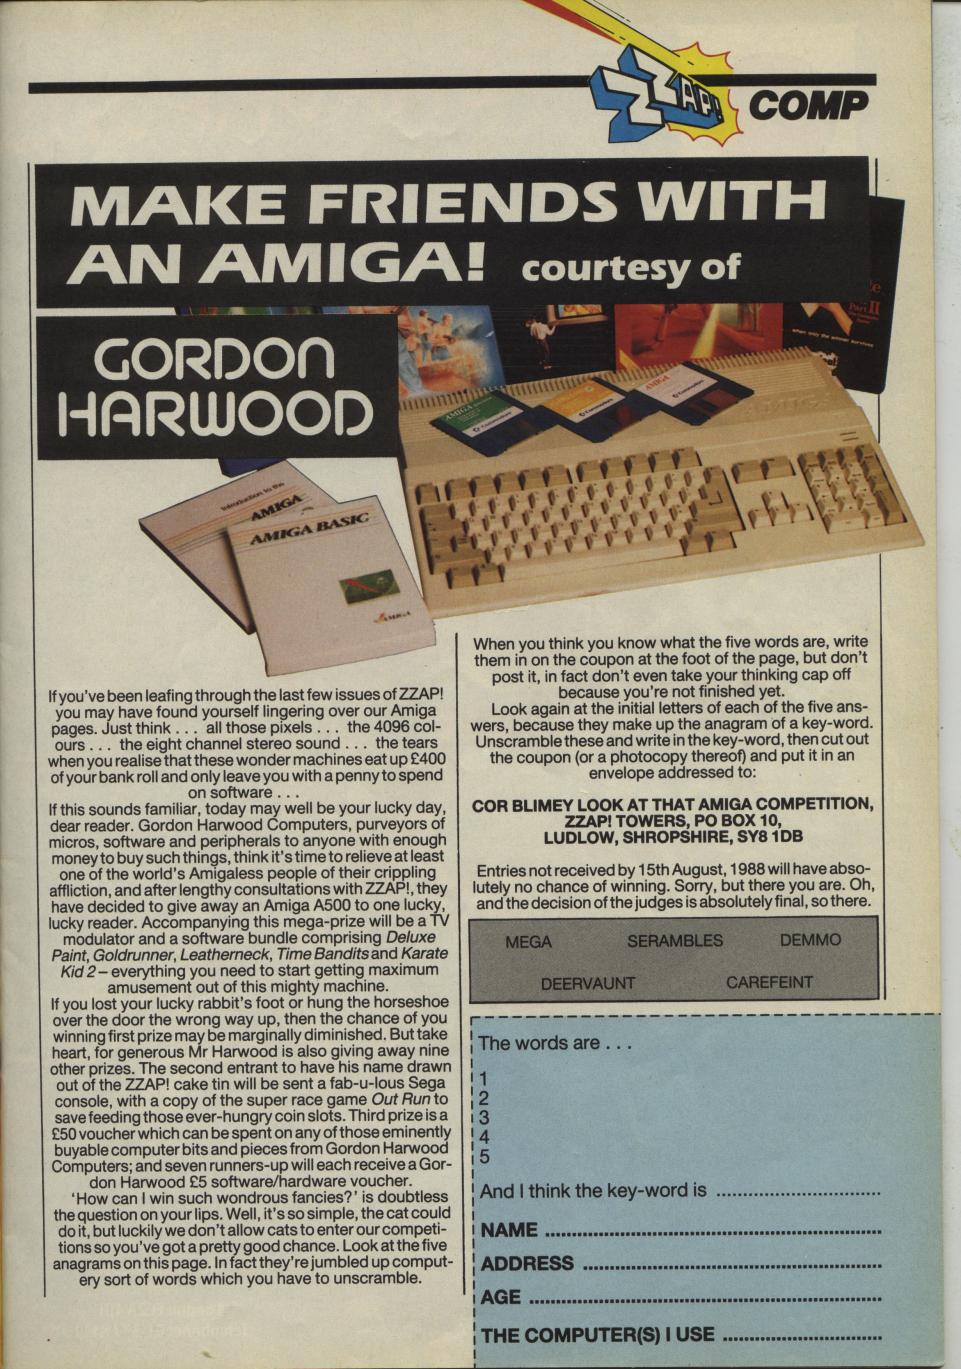 ZZAP! COMP
MAKE FRIENDS WITH
AN AMIGA! courtesy of
GORDON
HARWOOD
Part II
when only the winner survives
AMIGA
Commodore
Commodore
AMIGA
Commodore
AMIGA
Introduction to the
AMIGA
AMIGA BASIC
AMIGA
If you've been leafing through the last few issues of ZZAP!
you may have found yourself lingering over our Amiga
pages. Just think . . . all those pixels . . . the 4096 col-
ours . . . the eight channel stereo sound . . . the tears
when you realise that these wonder machines eat up £400
of your bank roll and only leave you with a penny to spend
on software . . .
If this sounds familiar, today may well be your lucky day,
dear reader. Gordon Harwood Computers, purveyors of
micros, software and peripherals to anyone with enough
money to buy such things, think it's time to relieve at least
one of the world's Amigaless people of their crippling
affliction, and after lengthy consultations with ZZAP!, they
have decided to give away an Amiga A500 to one lucky,
lucky reader. Accompanying this mega-prize will be a TV
modulator and a software bundle comprising Deluxe
Paint, Goldrunner, Leatherneck, Time Bandits and Karate
Kid 2 – everything you need to start getting maximum
amusement out of this mighty machine.
If you lost your lucky rabbit's foot or hung the horseshoe
over the door the wrong way up, then the chance of you
winning first prize may be marginally diminished. But take
heart, for generous Mr Harwood is also giving away nine
other prizes. The second entrant to have his name drawn
out of the ZZAP! cake tin will be sent a fab-u-lous Sega
console, with a copy of the super race game Out Run to
save feeding those ever-hungry coin slots. Third prize is a
£50 voucher which can be spent on any of those eminently
buyable computer bits and pieces from Gordon Harwood
Computers; and seven runners-up will each receive a Gor-
don Harwood £5 software/hardware voucher.
'How can I win such wondrous fancies?' is doubtless
the question on your lips. Well, it's so simple, the cat could
do it, but luckily we don't allow cats to enter our competi-
tions so you've got a pretty good chance. Look at the five
anagrams on this page. In fact they're jumbled up comput-
ery sort of words which you have to unscramble.
When you think you know what the five words are, write
them in on the coupon at the foot of the page, but don't
post it, in fact don't even take your thinking cap off
because you're not finished yet.
Look again at the initial letters of each of the five ans-
wers, because they make up the anagram of a key-word.
Unscramble these and write in the key-word, then cut out
the coupon (or a photocopy thereof) and put it in an
envelope addressed to:
COR BLIMEY LOOK AT THAT AMIGA COMPETITION,
ZZAP! TOWERS, PO BOX 10,
LUDLOW, SHROPSHIRE, SY8 1DB
Entries not received by 15th August, 1988 will have abso-
lutely no chance of winning. Sorry, but there you are. Oh,
and the decision of the judges is absolutely final, so there.
MEGA SERAMBLES DEMMO
DEERVAUNT CAREFEINT
The words are . . .
1
2
3
4
5
And I think the key-word is ..............................
NAME ..............................
ADDRESS ..............................
AGE ..............................
THE COMPUTER(S) I USE ..............................